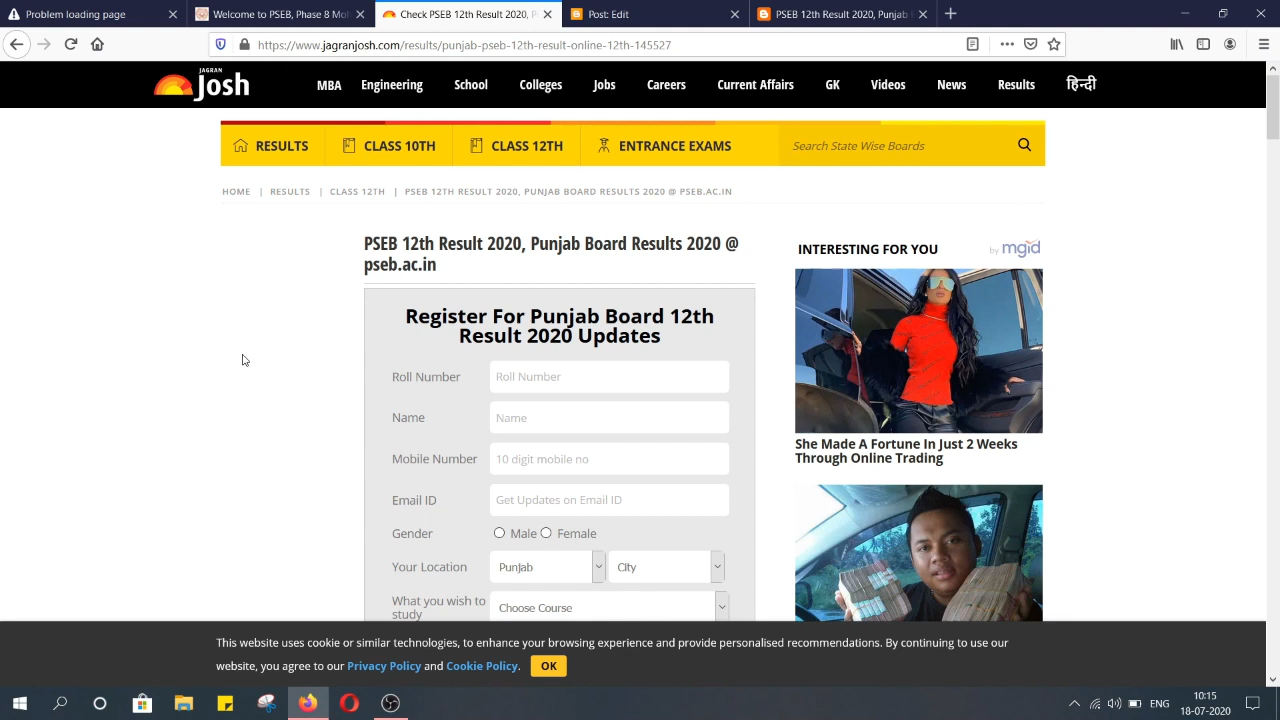 Problem loading page
Welcome to PSEB, Phase 8 Moh
Check PSEB 12th Result 2020, P
Post: Edit
PSEB 12th Result 2020, Punjab B
https://www.jagranjosh.com/results/punjab-pseb-12th-result-online-12th-145527
JAGRAN
Josh
MBA
Engineering
School
Colleges
Jobs
Careers
Current Affairs
GK
Videos
News
Results
हिन्दी
RESULTS
CLASS 10TH
CLASS 12TH
ENTRANCE EXAMS
Search State Wise Boards
HOME | RESULTS | CLASS 12TH | PSEB 12TH RESULT 2020, PUNJAB BOARD RESULTS 2020 @ PSEB.AC.IN
PSEB 12th Result 2020, Punjab Board Results 2020 @
pseb.ac.in
Register For Punjab Board 12th
Result 2020 Updates
Roll Number
Roll Number
Name
Name
Mobile Number
10 digit mobile no
Email ID
Get Updates on Email ID
Gender
Male
Female
Your Location
Punjab
City
What you wish to
study
Choose Course
INTERESTING FOR YOU
by mgid
She Made A Fortune In Just 2 Weeks
Through Online Trading
This website uses cookie or similar technologies, to enhance your browsing experience and provide personalised recommendations. By continuing to use our
website, you agree to our Privacy Policy and Cookie Policy.
OK
ENG
10:15
18-07-2020